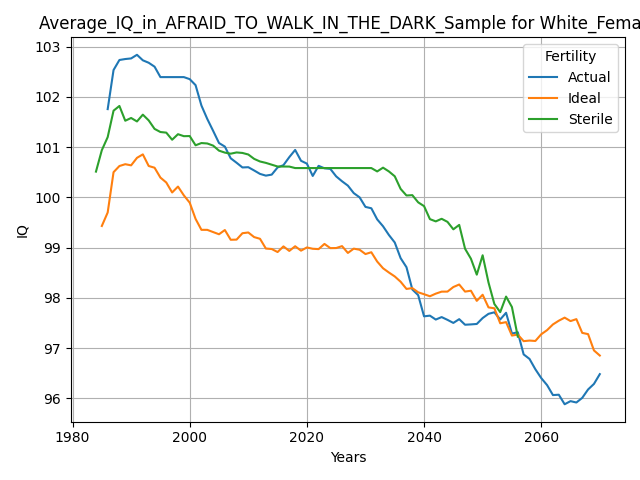 Average_IQ_in_AFRAID_TO_WALK_IN_THE_DARK_Sample for White_Fema
103
102
101
100
99
98
97
96
IQ
Fertility
Actual
Ideal
Sterile
1980
2000
2020
2040
2060
Years